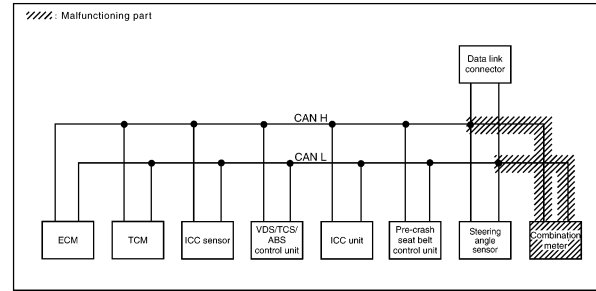 : Malfunctioning part
Data link
connector
CAN H
CAN L
ECM
TCM
ICC sensor
VDS/TCS/
ABS
control unit
ICC unit
Pre-crash
seat belt
control unit
Steering
angle
sensor
Combination
meter